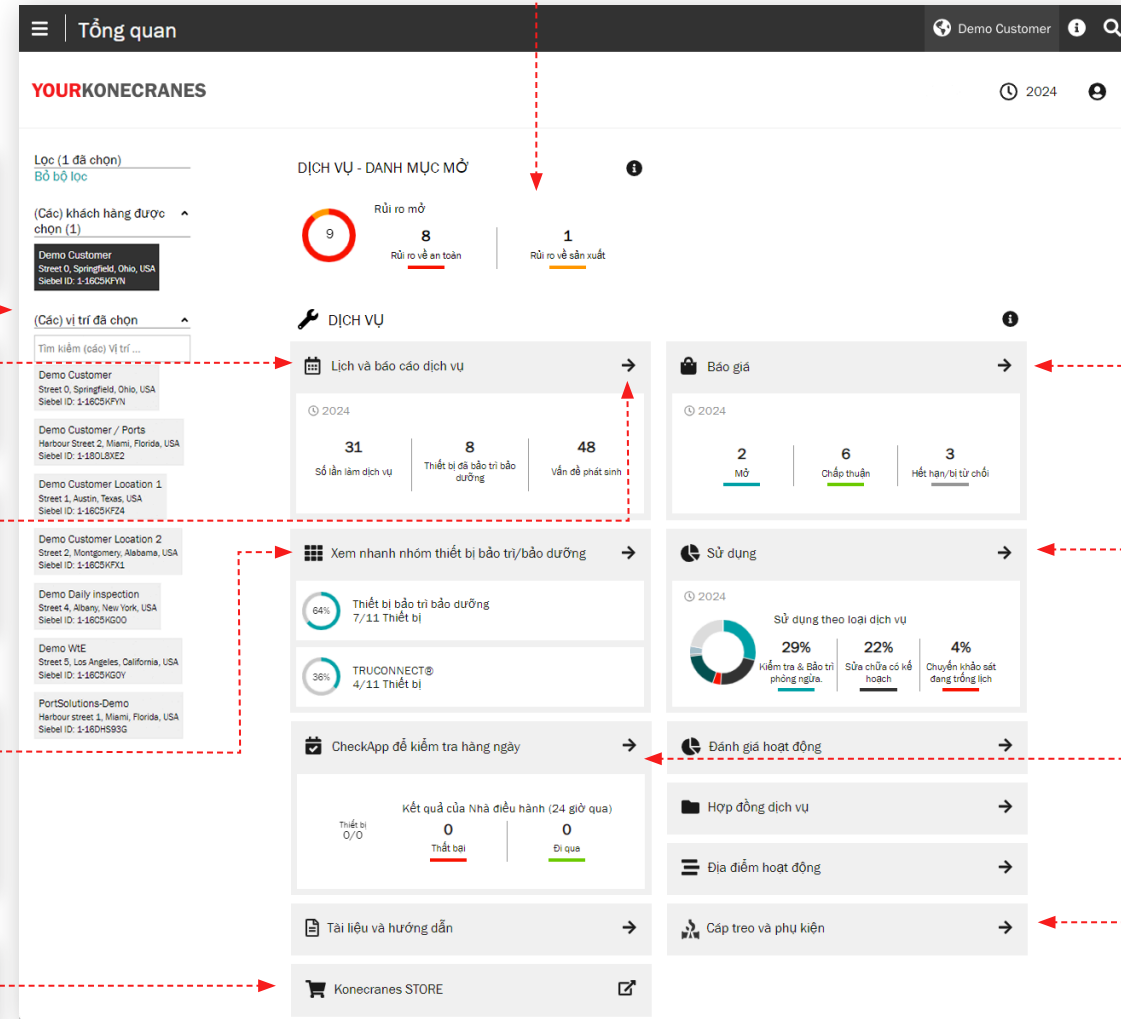 Tổng quan
Demo Customer
YOURKONECRANES
2024
Lọc (1 đã chọn)
Bỏ bộ lọc
(Các) khách hàng được
chọn (1)
Demo Customer
Street 0, Springfield, Ohio, USA
Siebel ID: 1-16C5KFYN
(Các) vị trí đã chọn
Tìm kiếm (các) Vị trí ...
Demo Customer
Street 0, Springfield, Ohio, USA
Siebel ID: 1-16C5KFYN
Demo Customer / Ports
Harbour Street 2, Miami, Florida, USA
Siebel ID: 1-180L8XE2
Demo Customer Location 1
Street 1, Austin, Texas, USA
Siebel ID: 1-16C5KFZ4
Demo Customer Location 2
Street 2, Montgomery, Alabama, USA
Siebel ID: 1-16C5KFX1
Demo Daily inspection
Street 4, Albany, New York, USA
Siebel ID: 1-16C5KG0O
Demo WtE
Street 5, Los Angeles, California, USA
Siebel ID: 1-16C5KGOY
PortSolutions-Demo
Harbour street 1, Miami, Florida, USA
Siebel ID: 1-16DHS93G
DỊCH VỤ - DANH MỤC MỞ
9
Rủi ro mở
8
Rủi ro về an toàn
1
Rủi ro về sản xuất
DỊCH VỤ
Lịch và báo cáo dịch vụ
2024
31
Số lần làm dịch vụ
8
Thiết bị đã bảo trì bảo
dưỡng
48
Vấn đề phát sinh
Báo giá
2024
2
Mở
6
Chấp thuận
3
Hết hạn/bị từ chối
Xem nhanh nhóm thiết bị bảo trì/bảo dưỡng
64%
Thiết bị bảo trì bảo dưỡng
7/11 Thiết bị
36%
TRUCONNECT®
4/11 Thiết bị
Sử dụng
2024
Sử dụng theo loại dịch vụ
29%
Kiểm tra & Bảo trì
phòng ngừa.
22%
Sửa chữa có kế
hoạch
4%
Chuyến khảo sát
đang trống lịch
CheckApp để kiểm tra hàng ngày
Thiết bị
0/0
Kết quả của Nhà điều hành (24 giờ qua)
0
Thất bại
0
Đi qua
Đánh giá hoạt động
Hợp đồng dịch vụ
Địa điểm hoạt động
Tài liệu và hướng dẫn
Cáp treo và phụ kiện
Konecranes STORE